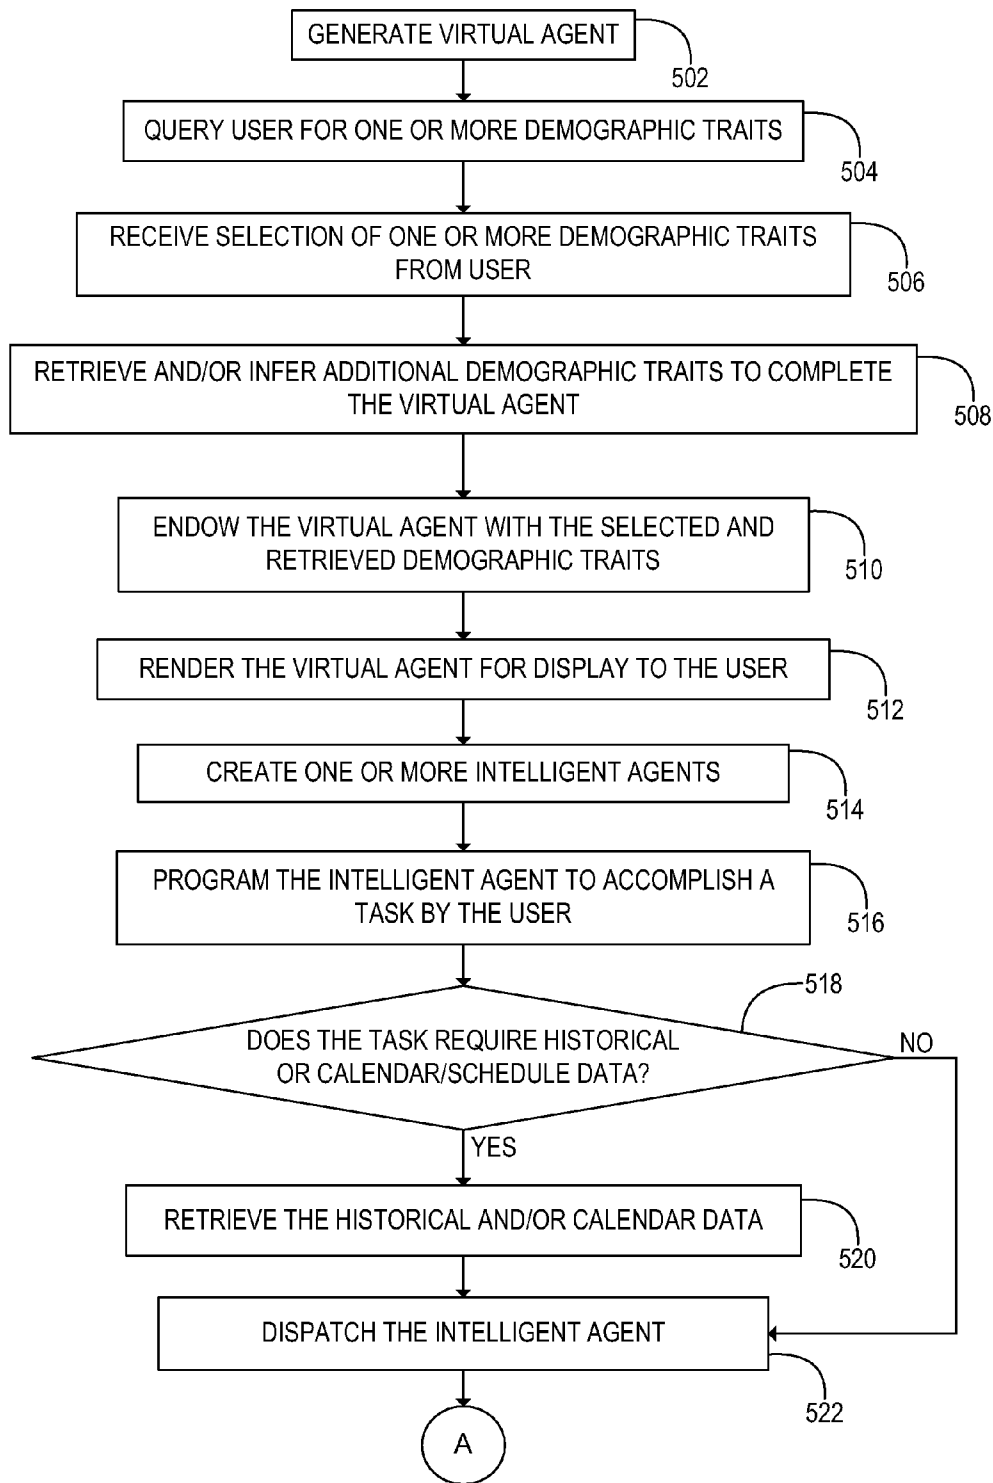 GENERATE VIRTUAL AGENT
502
QUERY USER FOR ONE OR MORE DEMOGRAPHIC TRAITS
504
RECEIVE SELECTION OF ONE OR MORE DEMOGRAPHIC TRAITS
FROM USER
506
RETRIEVE AND/OR INFER ADDITIONAL DEMOGRAPHIC TRAITS TO COMPLETE
THE VIRTUAL AGENT
508
ENDOW THE VIRTUAL AGENT WITH THE SELECTED AND
RETRIEVED DEMOGRAPHIC TRAITS
510
RENDER THE VIRTUAL AGENT FOR DISPLAY TO THE USER
512
CREATE ONE OR MORE INTELLIGENT AGENTS
514
PROGRAM THE INTELLIGENT AGENT TO ACCOMPLISH A
TASK BY THE USER
516
518
DOES THE TASK REQUIRE HISTORICAL
OR CALENDAR/SCHEDULE DATA?
NO
YES
RETRIEVE THE HISTORICAL AND/OR CALENDAR DATA
520
DISPATCH THE INTELLIGENT AGENT
522
A